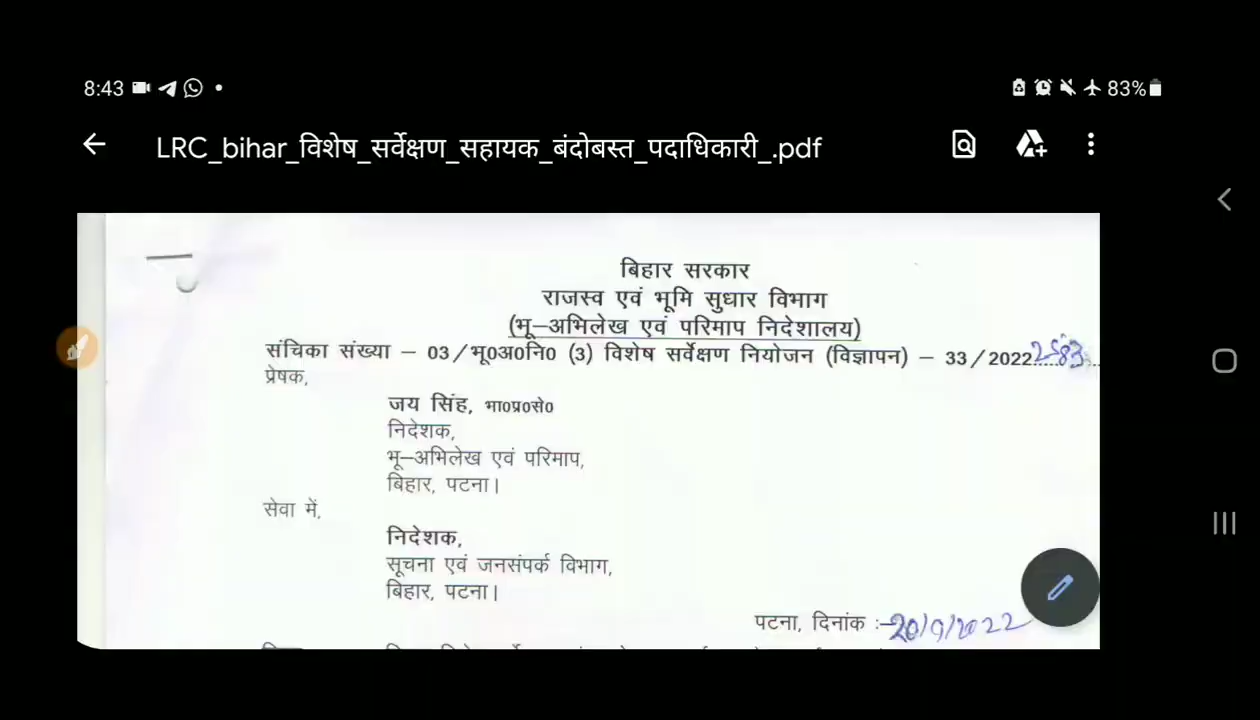 8:43
83%
LRC_bihar_विशेष_सर्वेक्षण_सहायक_बंदोबस्त_पदाधिकारी_.pdf
बिहार सरकार
राजस्व एवं भूमि सुधार विभाग
(भू–अभिलेख एवं परिमाप निदेशालय)
संचिका संख्या – 03/भू0अ0नि0 (3) विशेष सर्वेक्षण नियोजन (विज्ञापन) – 33/2022
प्रेषक,
जय सिंह, भा0प्र0से0
निदेशक,
भू–अभिलेख एवं परिमाप,
बिहार, पटना।
सेवा में,
निदेशक,
सूचना एवं जनसंपर्क विभाग,
बिहार, पटना।
पटना, दिनांक :–20/9/2022